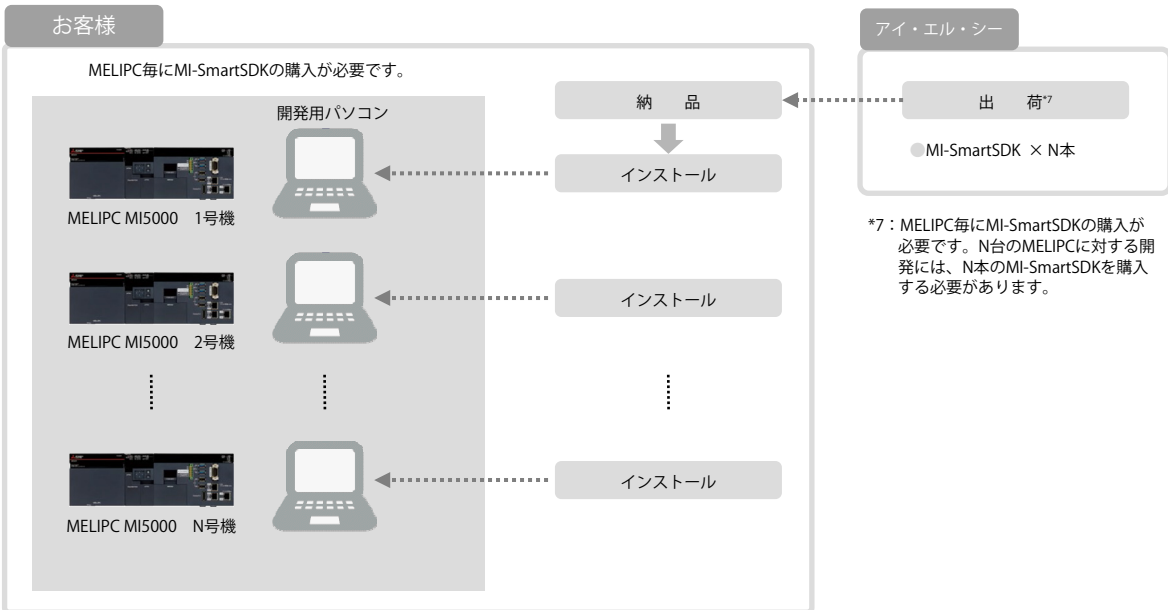 お客様
MELIPC毎にMI-SmartSDKの購入が必要です。
開発用パソコン
MELIPC MI5000　1号機
MELIPC MI5000　2号機
MELIPC MI5000　N号機
納　品
インストール
インストール
インストール
アイ・エル・シー
出　荷*7
●MI-SmartSDK × N本
*7：MELIPC毎にMI-SmartSDKの購入が
必要です。N台のMELIPCに対する開
発には、N本のMI-SmartSDKを購入
する必要があります。